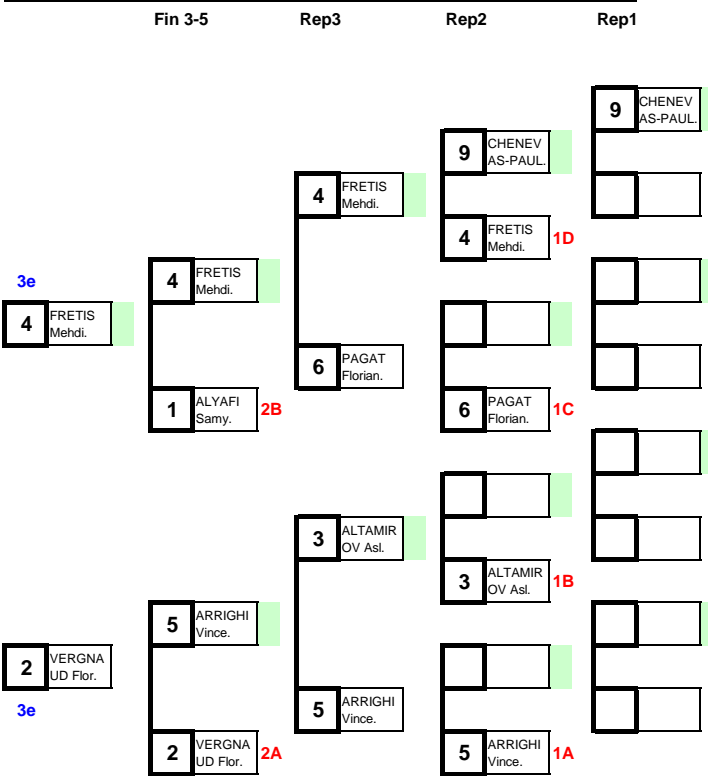 Fin 3-5 Rep3 Rep2 Rep1
9 CHENEV
AS-PAUL.
9 CHENEV
AS-PAUL.
4 FRETIS
Mehdi.
4 FRETIS
Mehdi. 1D
4 FRETIS
Mehdi.
3e
4 FRETIS
Mehdi.
6 PAGAT
Florian.
1 ALYAFI
Samy. 2B
6 PAGAT
Florian. 1C
3 ALTAMIR
OV Asl.
3 ALTAMIR
OV Asl. 1B
5 ARRIGHI
Vince.
2 VERGNA
UD Flor.
3e
5 ARRIGHI
Vince.
2 VERGNA
UD Flor. 2A
5 ARRIGHI
Vince. 1A